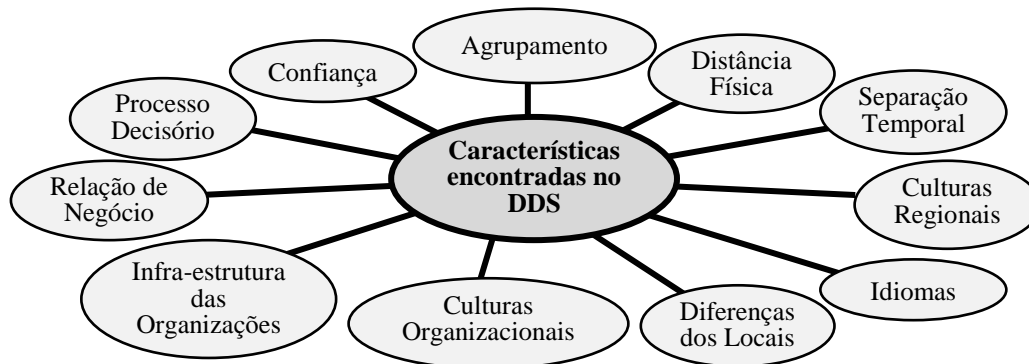 Agrupamento
Confiança
Distância
Física
Processo
Decisório
Separação
Temporal
Características
encontradas no
DDS
Relação de
Negócio
Culturas
Regionais
Infra-estrutura
das
Organizações
Culturas
Organizacionais
Diferenças
dos Locais
Idiomas